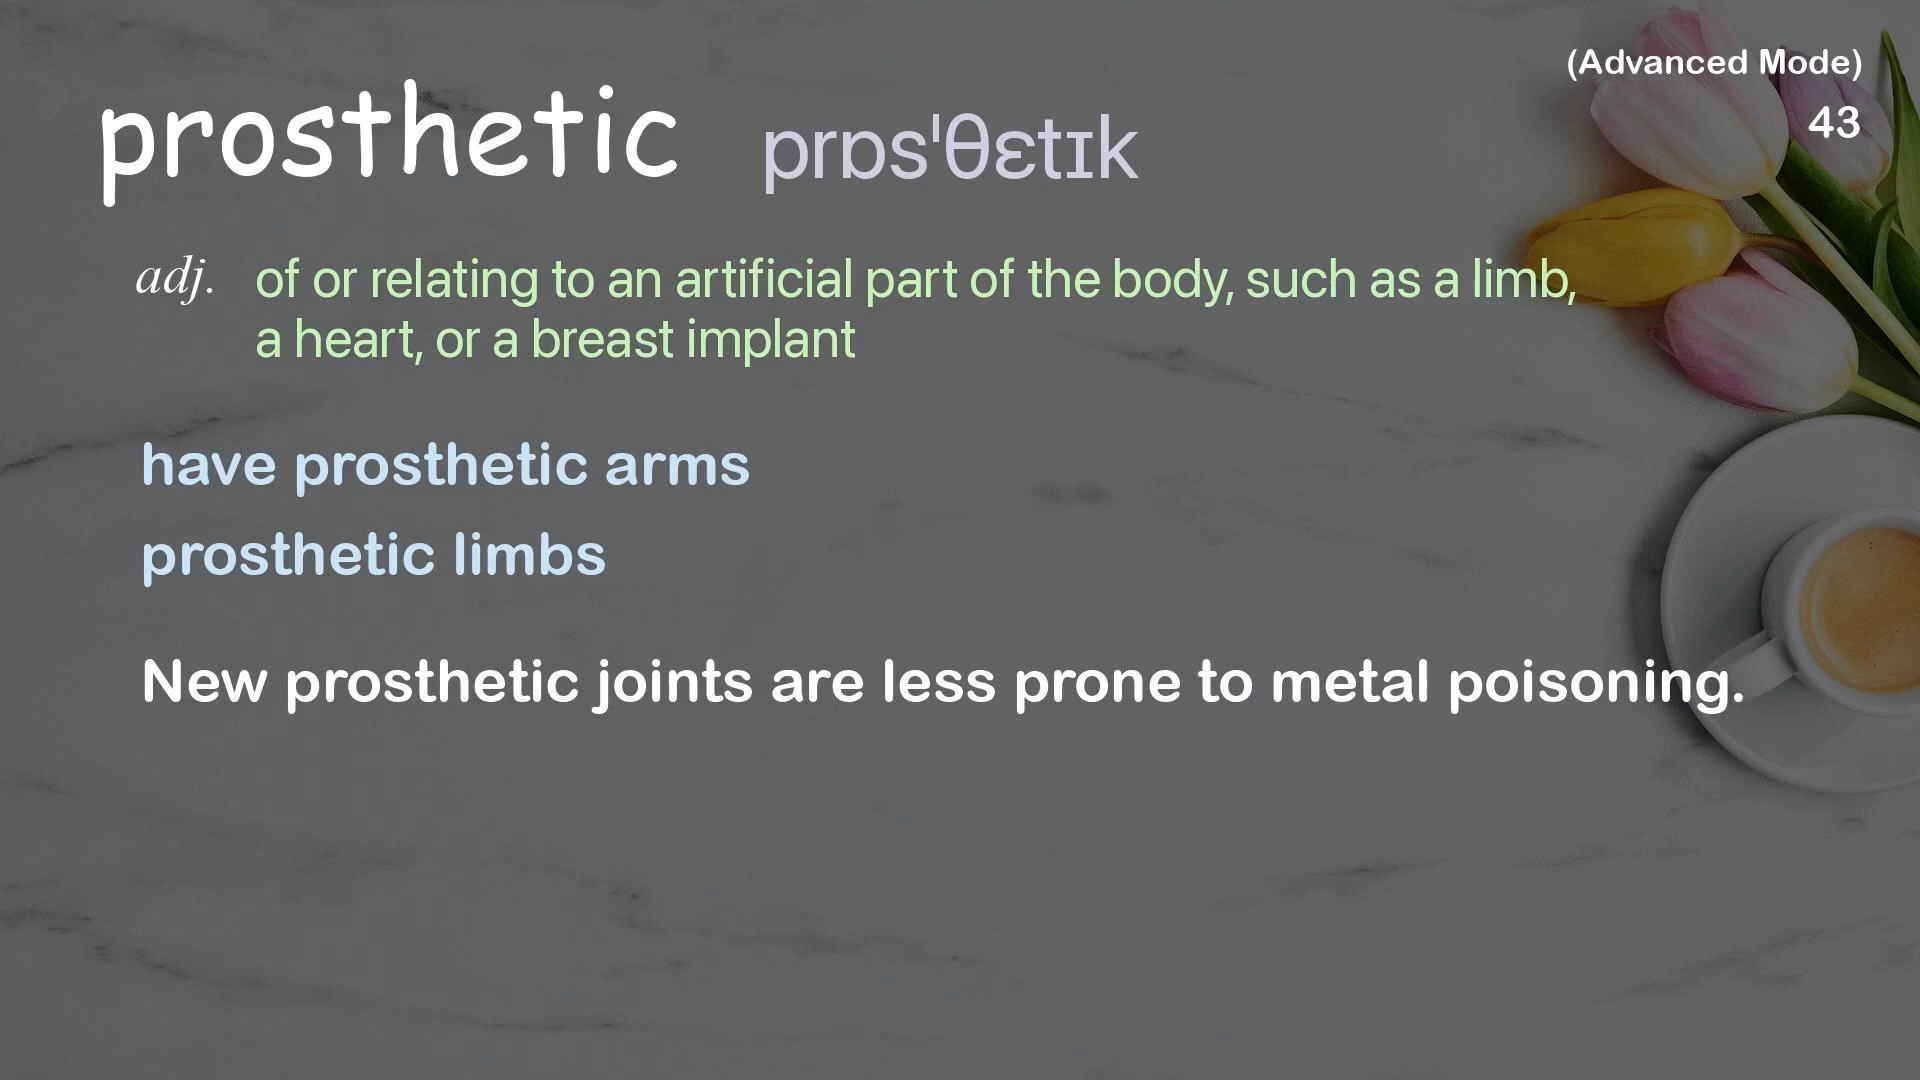 (Advanced Mode)
prosthetic prɒsˈθɛtɪk
43
adj. of or relating to an artificial part of the body, such as a limb,
a heart, or a breast implant
have prosthetic arms
prosthetic limbs
New prosthetic joints are less prone to metal poisoning.